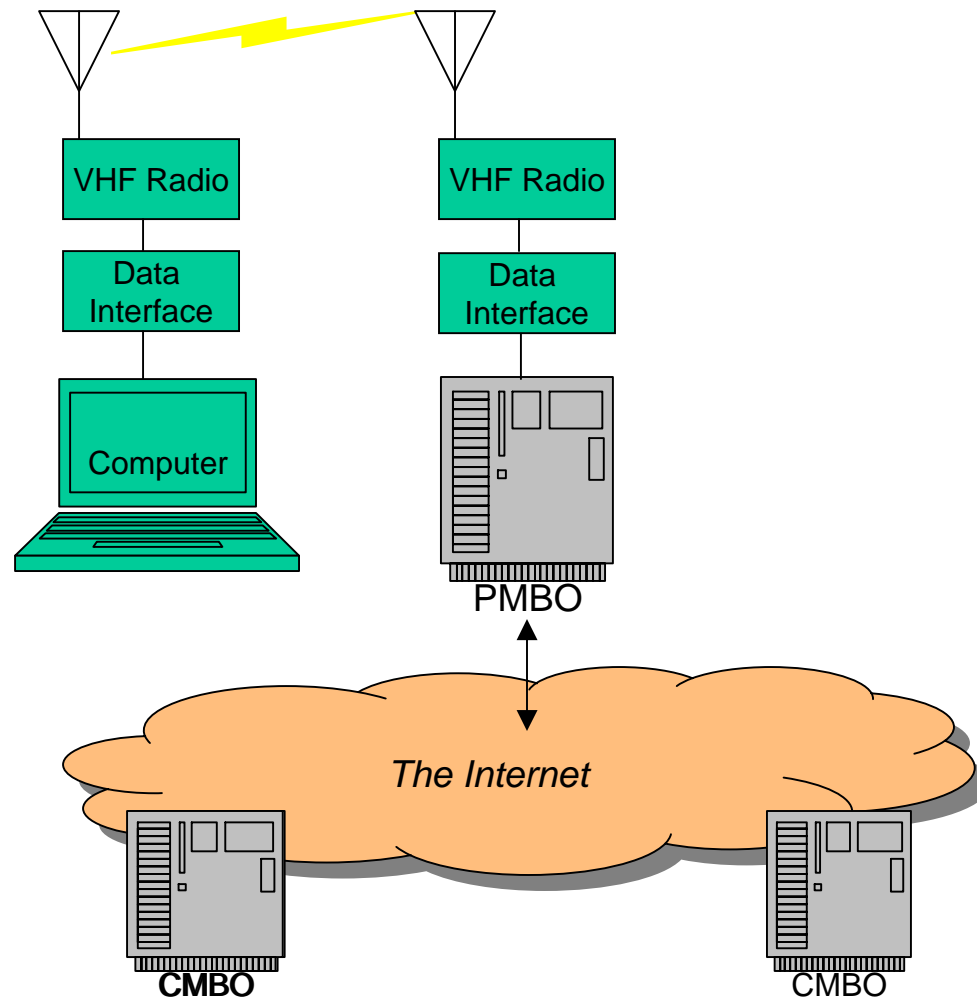 VHF Radio
VHF Radio
Data
Interface
Data
Interface
Computer
PMBO
The Internet
CMBO
CMBO